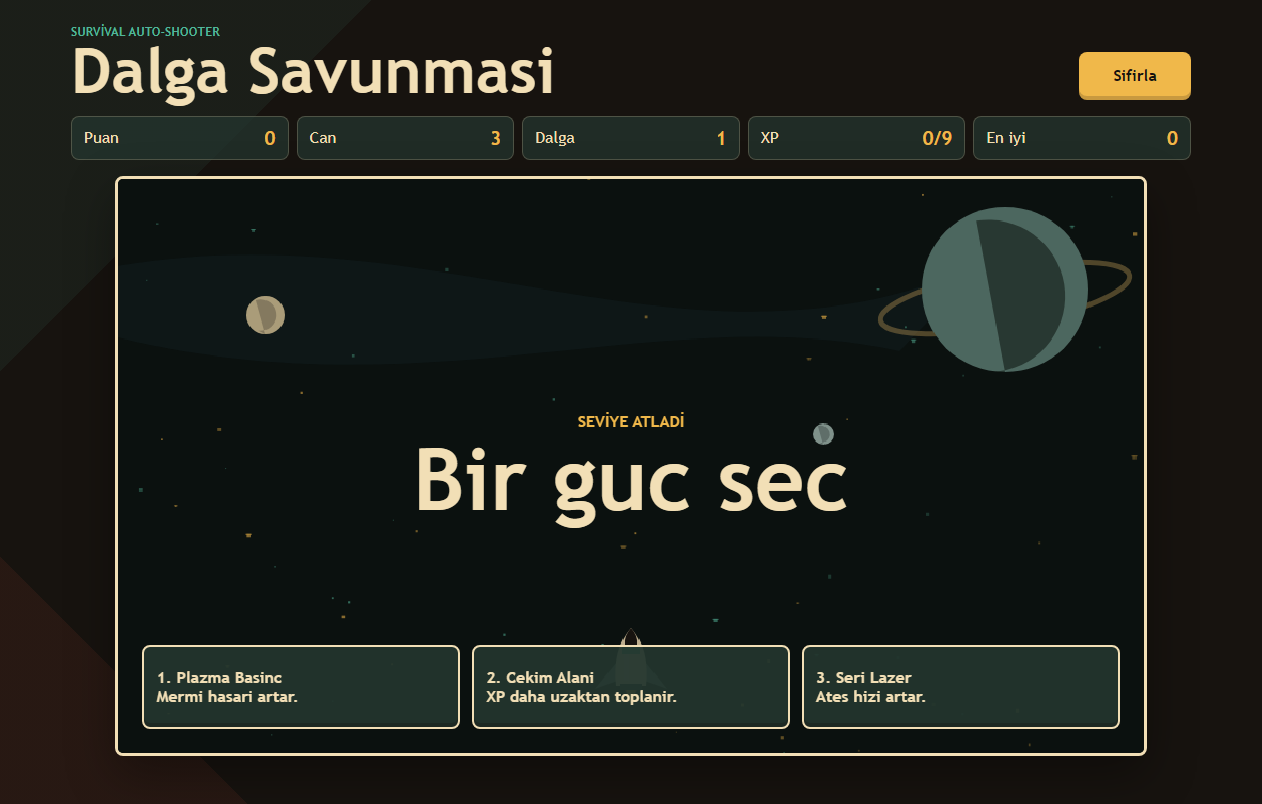 SURVİVAL AUTO-SHOOTER
Dalga Savunmasi
Sifirla
Puan 0
Can 3
Dalga 1
XP 0/9
En iyi 0
SEVİYE ATLADİ
Bir guc sec
1. Plazma Basinc
Mermi hasari artar.
2. Cekim Alani
XP daha uzaktan toplanir.
3. Seri Lazer
Ates hizi artar.